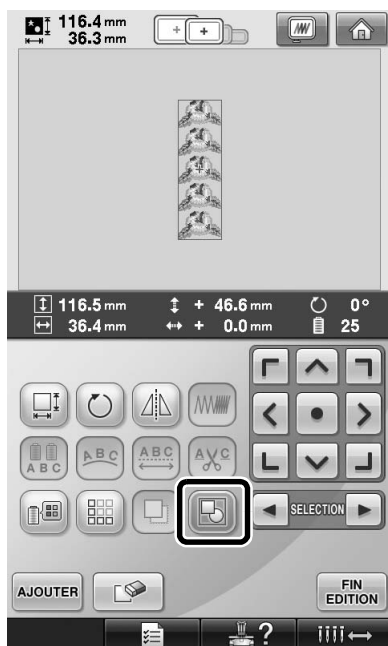 116.4 mm
36.3 mm
116.5 mm + 46.6 mm 0°
36.4 mm + 0.0 mm 25
A B C
A B C
A B C
A C
SELECTION
AJOUTER
FIN
EDITION
?